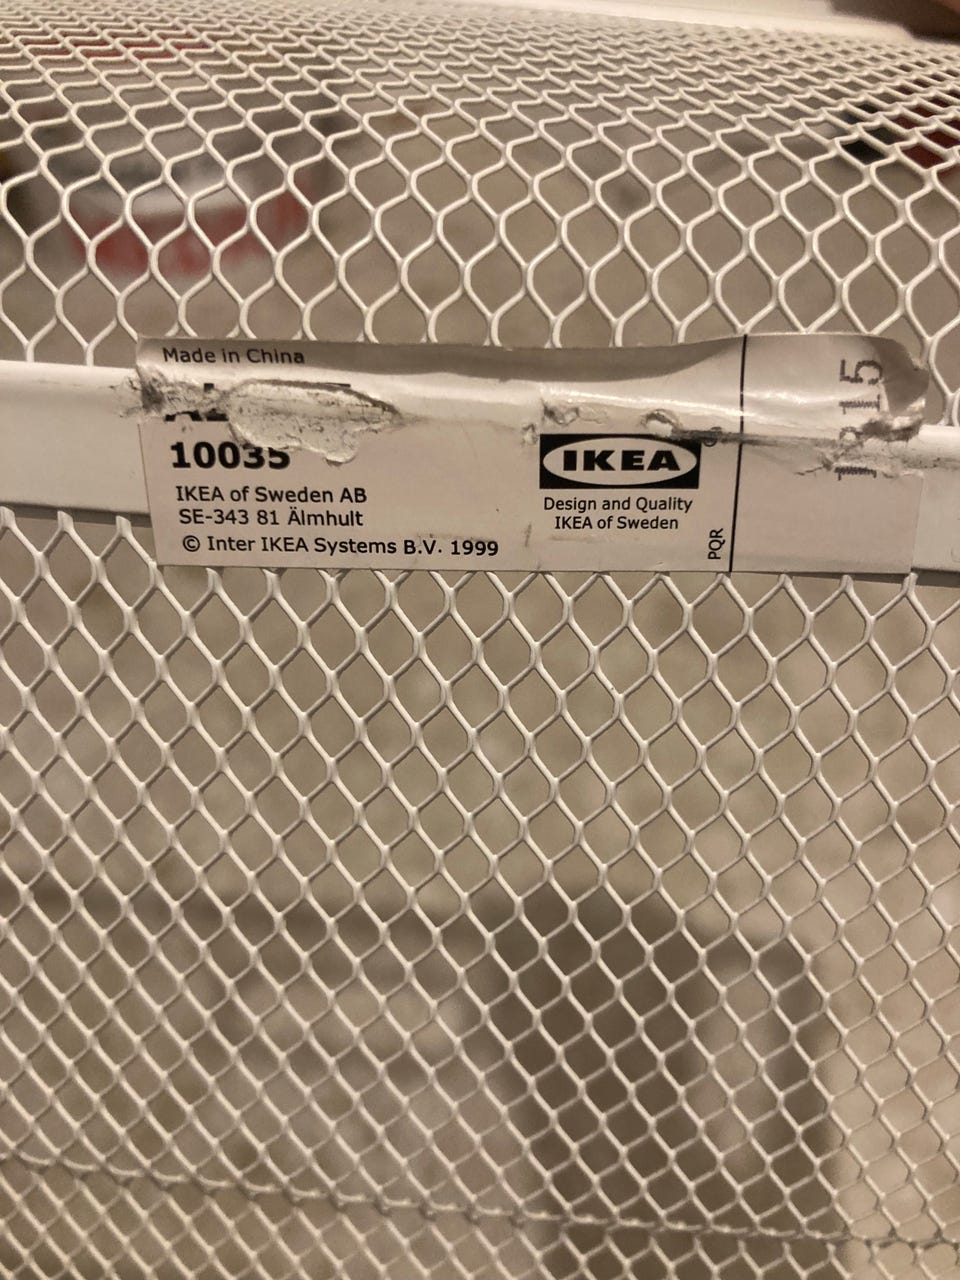 Made in China
10035
IKEA of Sweden AB
SE-343 81 Älmhult
© Inter IKEA Systems B.V. 1999
IKEA
Design and Quality
IKEA of Sweden
PQR